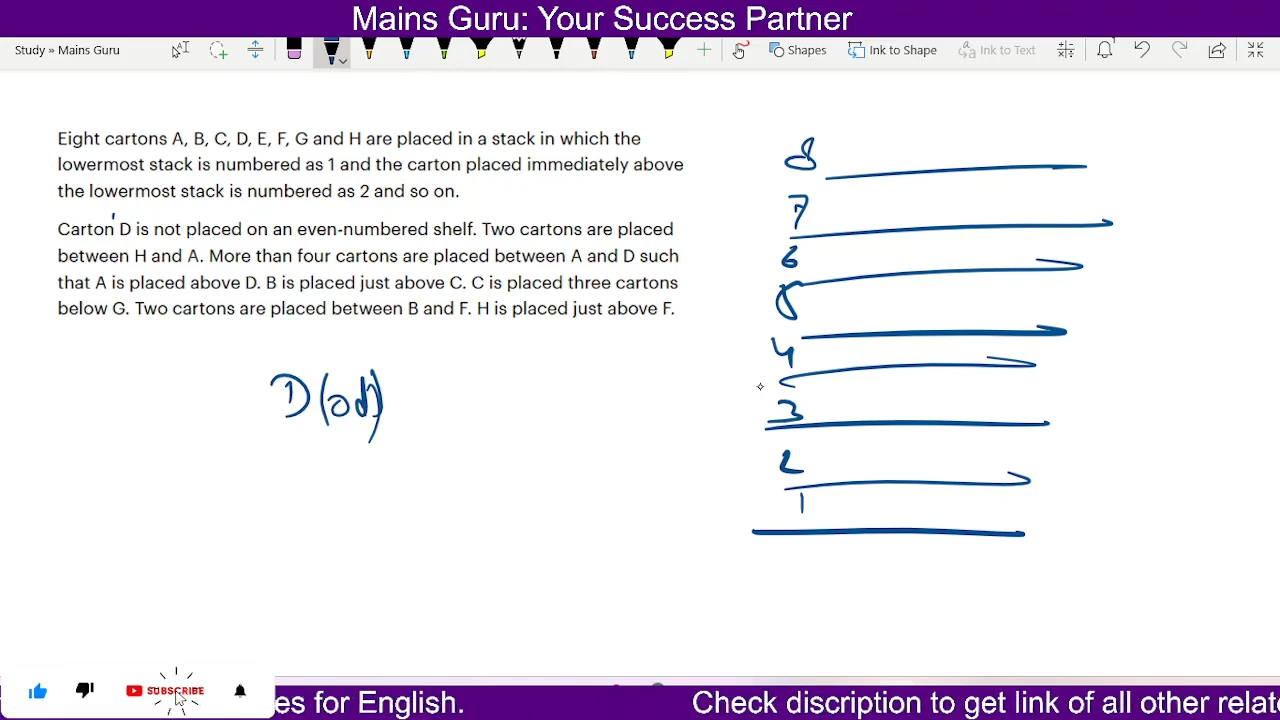 Mains Guru: Your Success Partner
Study » Mains Guru
Shapes
Ink to Shape
Ink to Text
Eight cartons A, B, C, D, E, F, G and H are placed in a stack in which the
lowermost stack is numbered as 1 and the carton placed immediately above
the lowermost stack is numbered as 2 and so on.
Carton D is not placed on an even-numbered shelf. Two cartons are placed
between H and A. More than four cartons are placed between A and D such
that A is placed above D. B is placed just above C. C is placed three cartons
below G. Two cartons are placed between B and F. H is placed just above F.
D(odd)
8
7
6
5
4
3
2
1
SUBSCRIBE
es for English.
Check discription to get link of all other relate